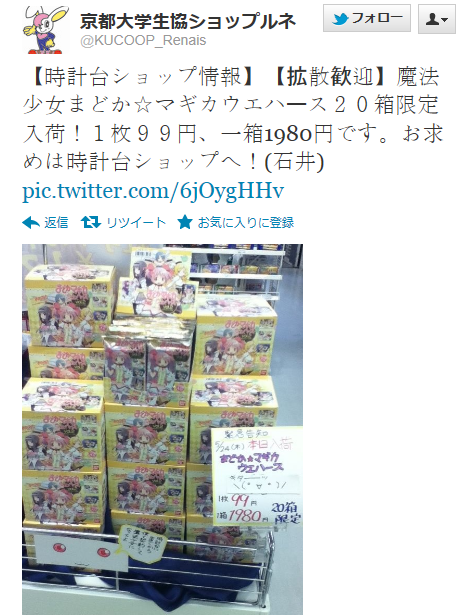 京都大学生協ショップルネ
@KUCOOP_Renais
フォロー
【時計台ショップ情報】【拡散歓迎】魔法
少女まどか☆マギカウエハース２０箱限定
入荷！１枚９９円、一箱1980円です。お求
めは時計台ショップへ！(石井)
pic.twitter.com/6jOygHHv
返信 リツイート お気に入りに登録
緊急告知
本日入荷
まどか☆マギカ
ウエハース
1枚 99円
1箱 1980円
20箱
限定